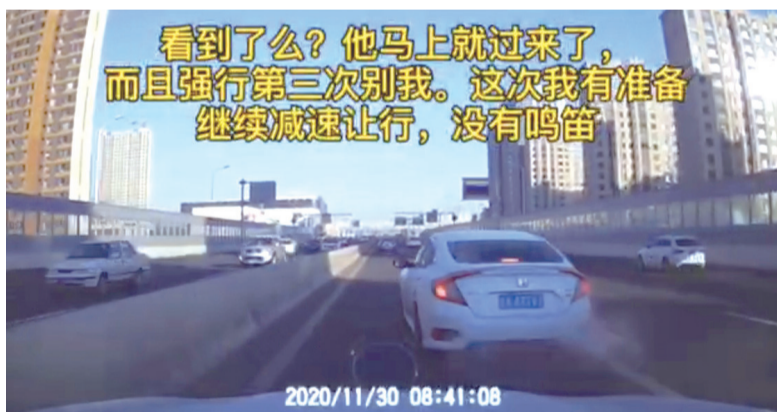 看到了么？他马上就过来了，
而且强行第三次别我。这次我有准备
继续减速让行，没有鸣笛
2020/11/30 08:41:08